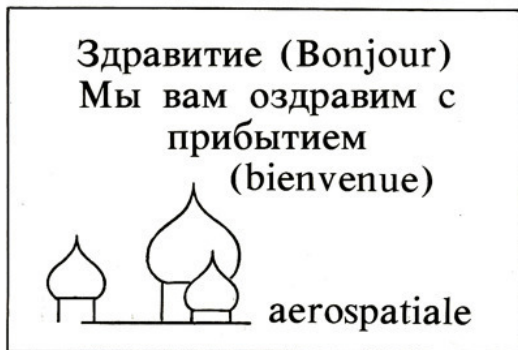 Здравитие (Bonjour)
Мы вам оздравим с
прибытием
(bienvenue)
aerospatiale